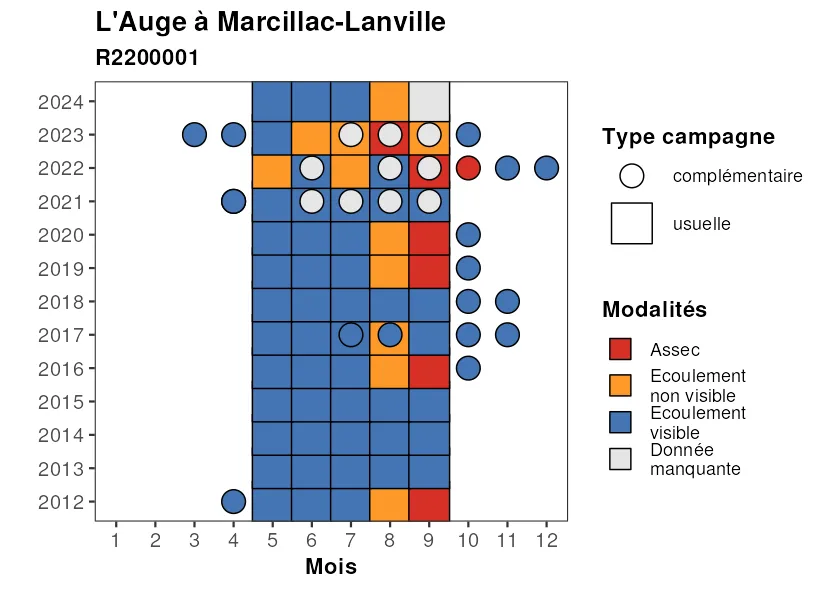 L'Auge à Marcillac-Lanville
R2200001
2024
2023
2022
2021
2020
2019
2018
2017
2016
2015
2014
2013
2012
1 2 3 4 5 6 7 8 9 10 11 12
Mois
Type campagne
complémentaire
usuelle
Modalités
Assec
Ecoulement
non visible
Ecoulement
visible
Donnée
manquante